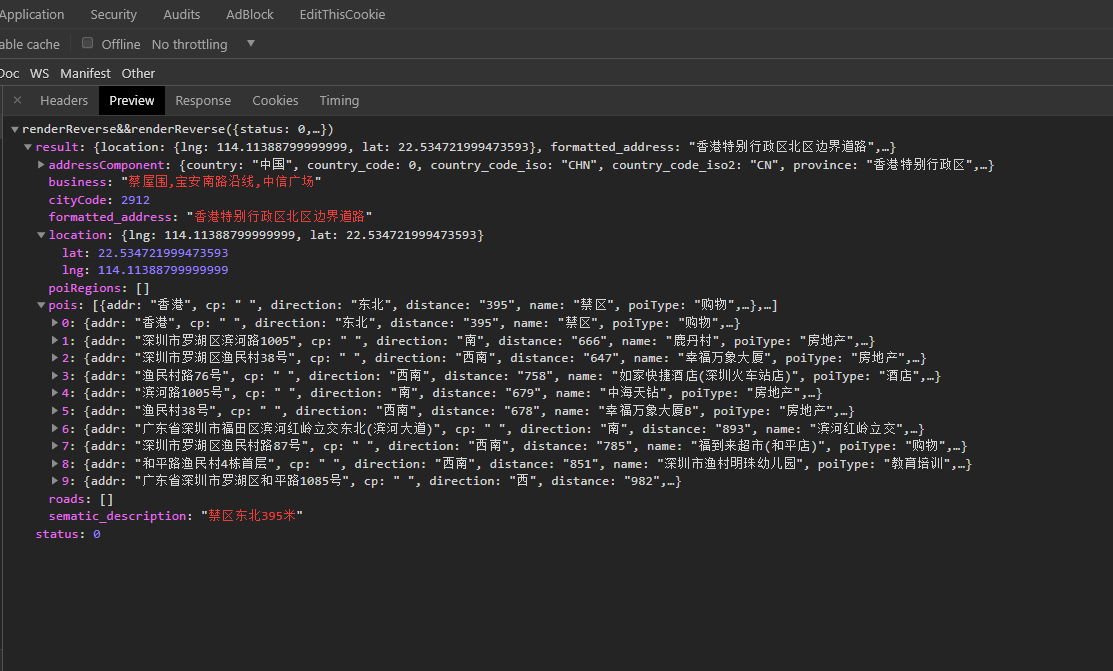 Application Security Audits AdBlock EditThisCookie
able cache Offline No throttling
Doc WS Manifest Other
× Headers Preview Response Cookies Timing
renderReverse&&renderReverse({status: 0,…})
result: {location: {lng: 114.11388799999999, lat: 22.534721999473593}, formatted_address: "香港特别行政区北区边界道路",…}
addressComponent: {country: "中国", country_code: 0, country_code_iso: "CHN", country_code_iso2: "CN", province: "香港特别行政区",…}
business: "蔡屋围,宝安南路沿线,中信广场"
cityCode: 2912
formatted_address: "香港特别行政区北区边界道路"
location: {lng: 114.11388799999999, lat: 22.534721999473593}
lat: 22.534721999473593
lng: 114.11388799999999
poiRegions: []
pois: [{addr: "香港", cp: " ", direction: "东北", distance: "395", name: "禁区", poiType: "购物",…},…]
0: {addr: "香港", cp: " ", direction: "东北", distance: "395", name: "禁区", poiType: "购物",…}
1: {addr: "深圳市罗湖区滨河路1005", cp: " ", direction: "南", distance: "666", name: "鹿丹村", poiType: "房地产",…}
2: {addr: "深圳市罗湖区渔民村38号", cp: " ", direction: "西南", distance: "647", name: "幸福万象大厦", poiType: "房地产",…}
3: {addr: "渔民村路76号", cp: " ", direction: "西南", distance: "758", name: "如家快捷酒店(深圳火车站店)", poiType: "酒店",…}
4: {addr: "滨河路1005号", cp: " ", direction: "南", distance: "679", name: "中海天钻", poiType: "房地产",…}
5: {addr: "渔民村38号", cp: " ", direction: "西南", distance: "678", name: "幸福万象大厦B", poiType: "房地产",…}
6: {addr: "广东省深圳市福田区滨河红岭立交东北(滨河大道)", cp: " ", direction: "南", distance: "893", name: "滨河红岭立交",…}
7: {addr: "深圳市罗湖区渔民村路87号", cp: " ", direction: "西南", distance: "785", name: "福到来超市(和平店)", poiType: "购物",…}
8: {addr: "和平路渔民村4栋首层", cp: " ", direction: "西南", distance: "851", name: "深圳市渔村明珠幼儿园", poiType: "教育培训",…}
9: {addr: "广东省深圳市罗湖区和平路1085号", cp: " ", direction: "西", distance: "982",…}
roads: []
sematic_description: "禁区东北395米"
status: 0